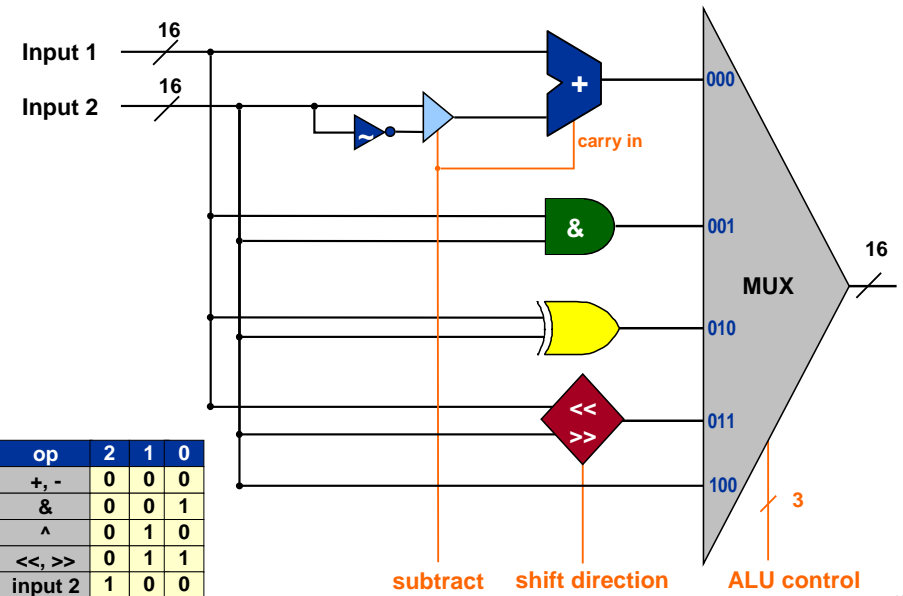 16
Input 1
16
Input 2
+
000
~
carry in
&
001
16
MUX
010
<<
>>
011
100
3
op 2 1 0
+, - 0 0 0
& 0 0 1
^ 0 1 0
<<, >> 0 1 1
input 2 1 0 0
subtract shift direction ALU control